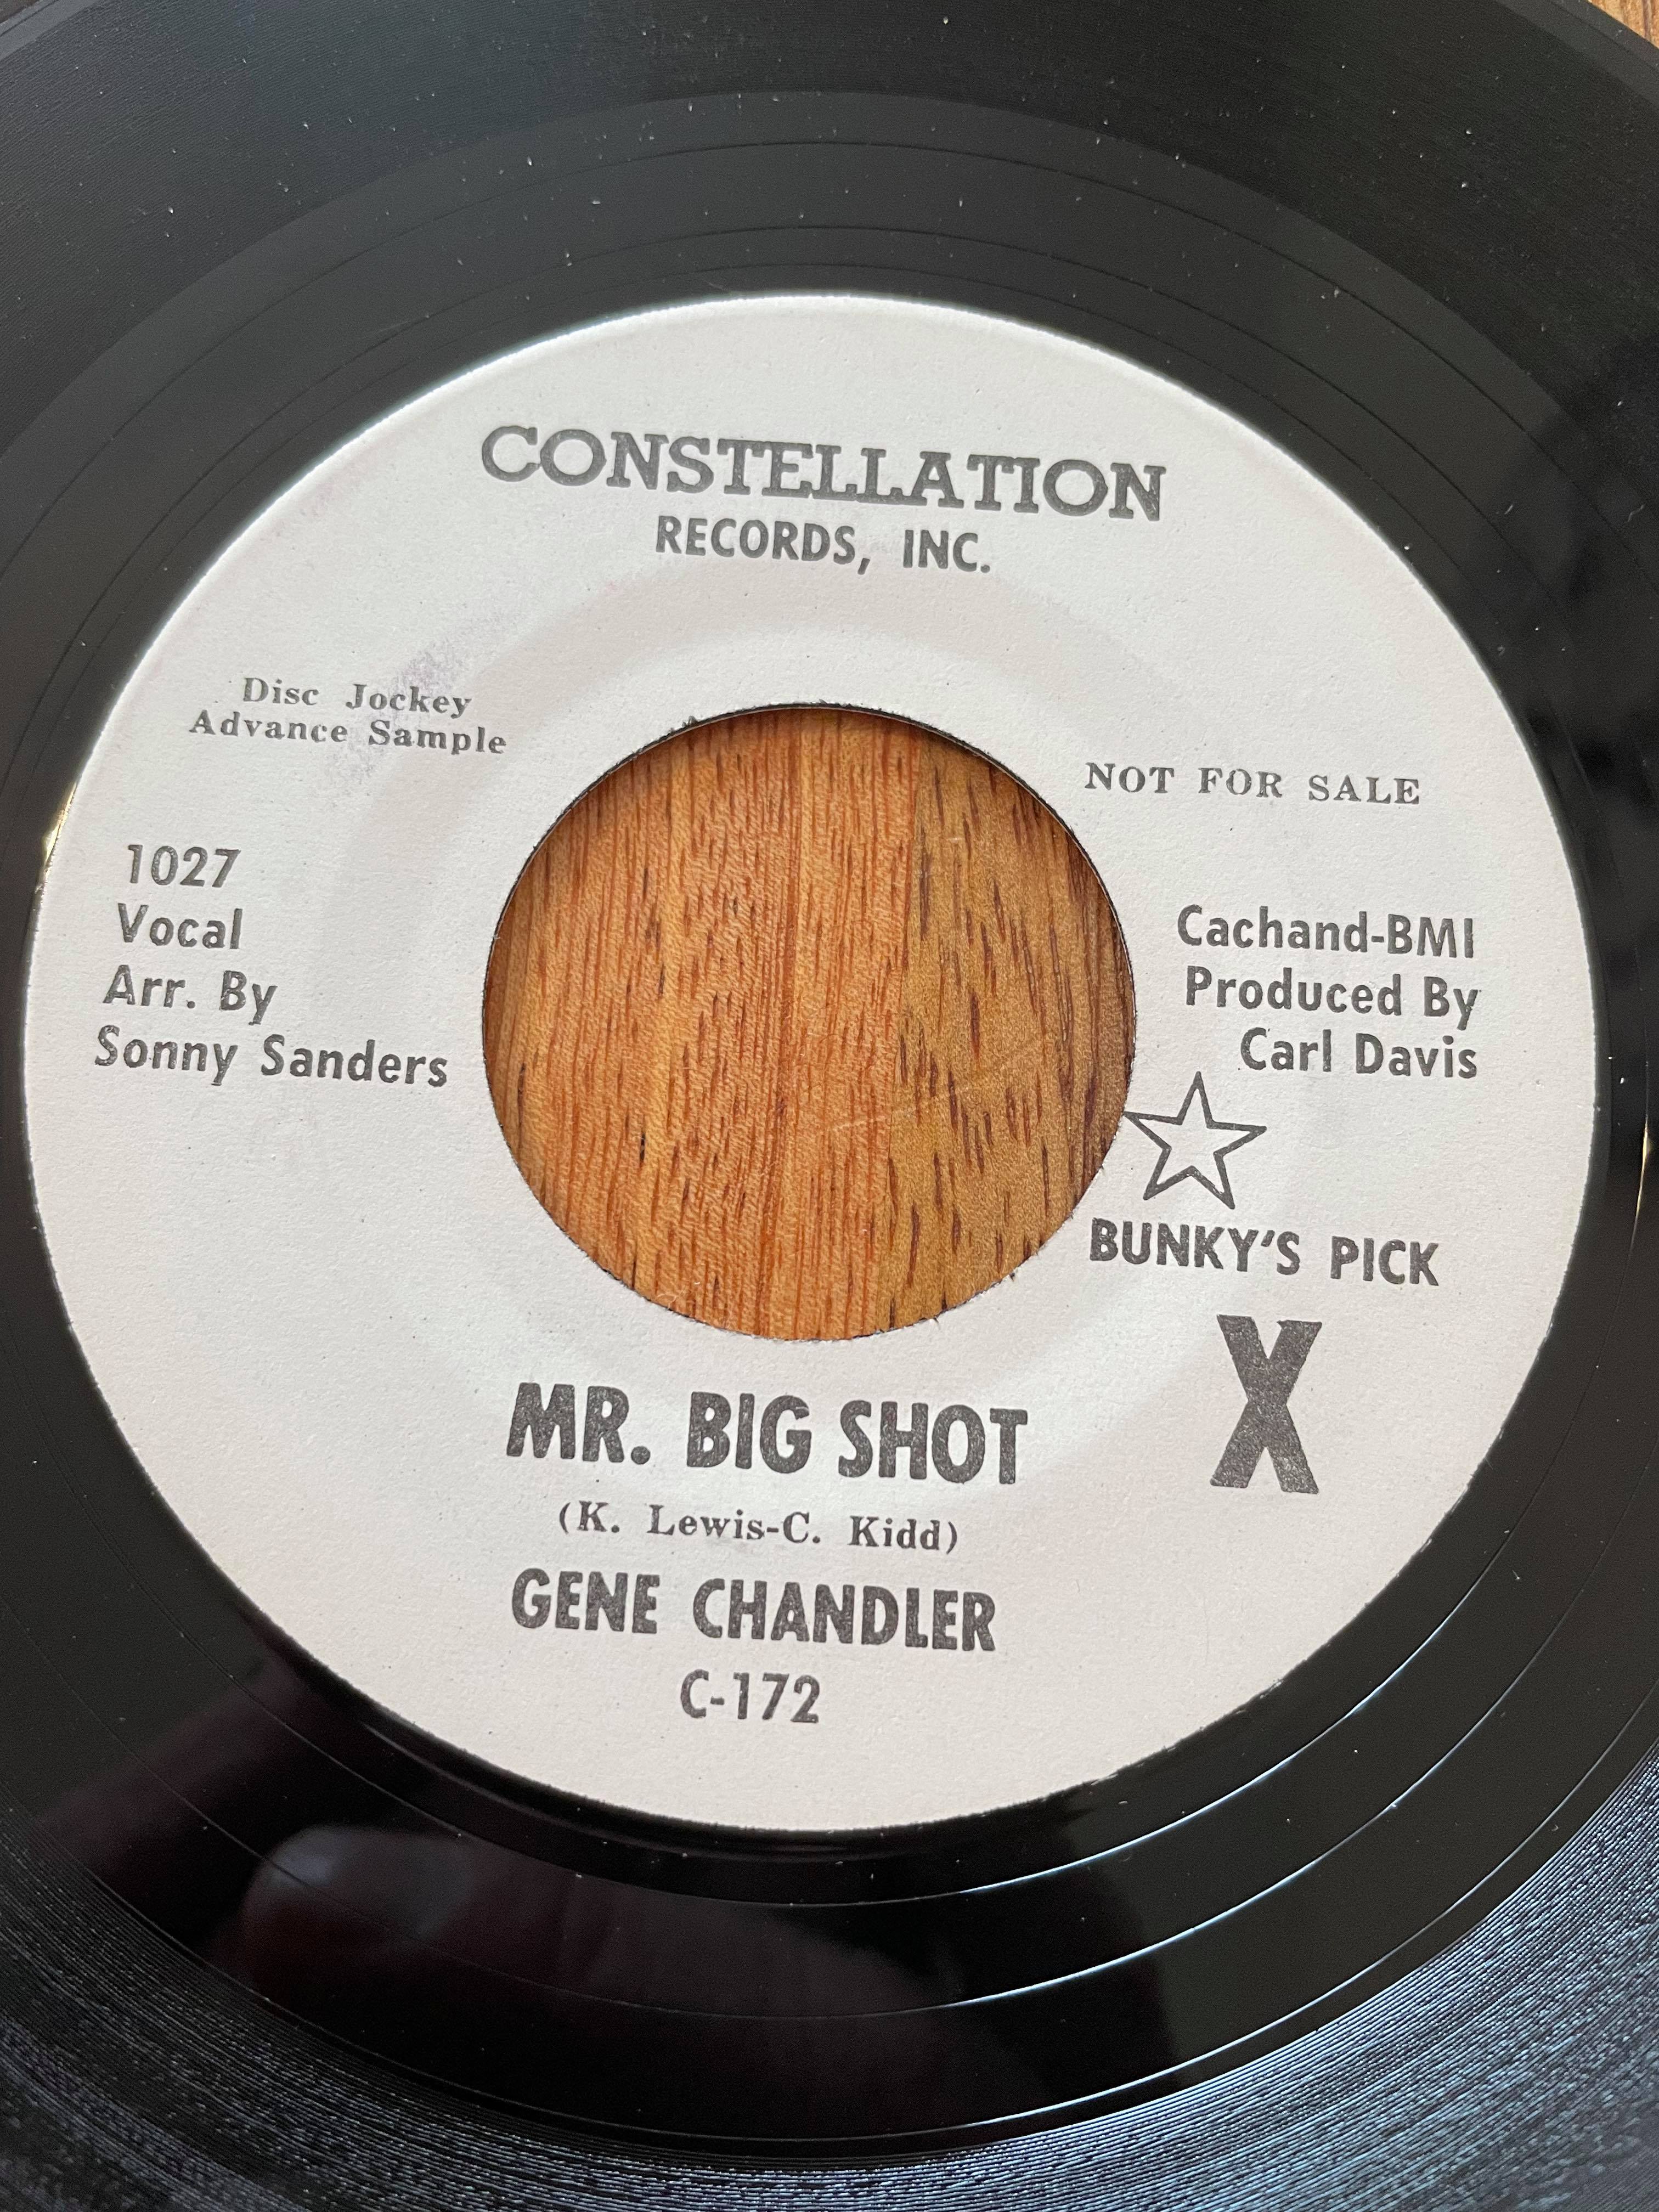 CONSTELLATION
RECORDS, INC.
Disc Jockey
Advance Sample
NOT FOR SALE
1027
Vocal
Arr. By
Sonny Sanders
Cachand-BMI
Produced By
Carl Davis
BUNKY'S PICK
X
MR. BIG SHOT
(K. Lewis-C. Kidd)
GENE CHANDLER
C-172